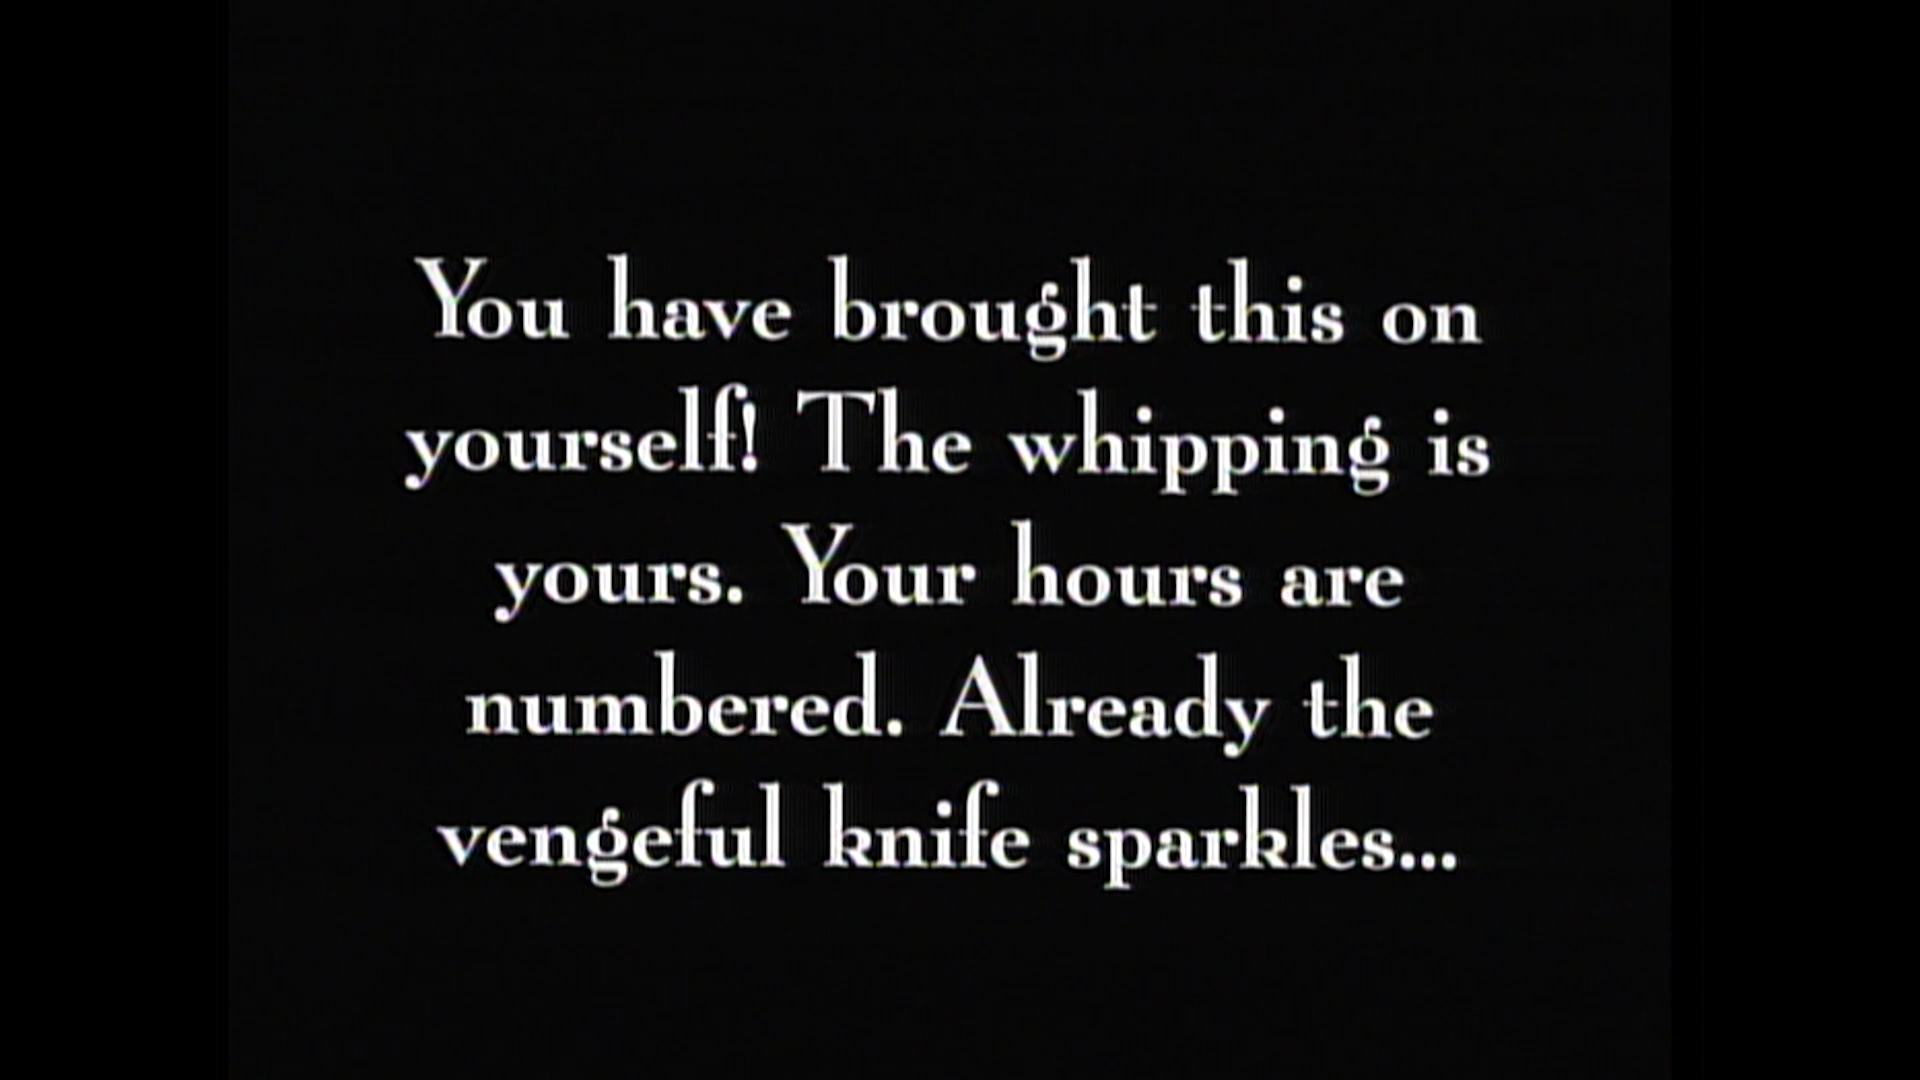 You have brought this on
yourself! The whipping is
yours. Your hours are
numbered. Already the
vengeful knife sparkles...